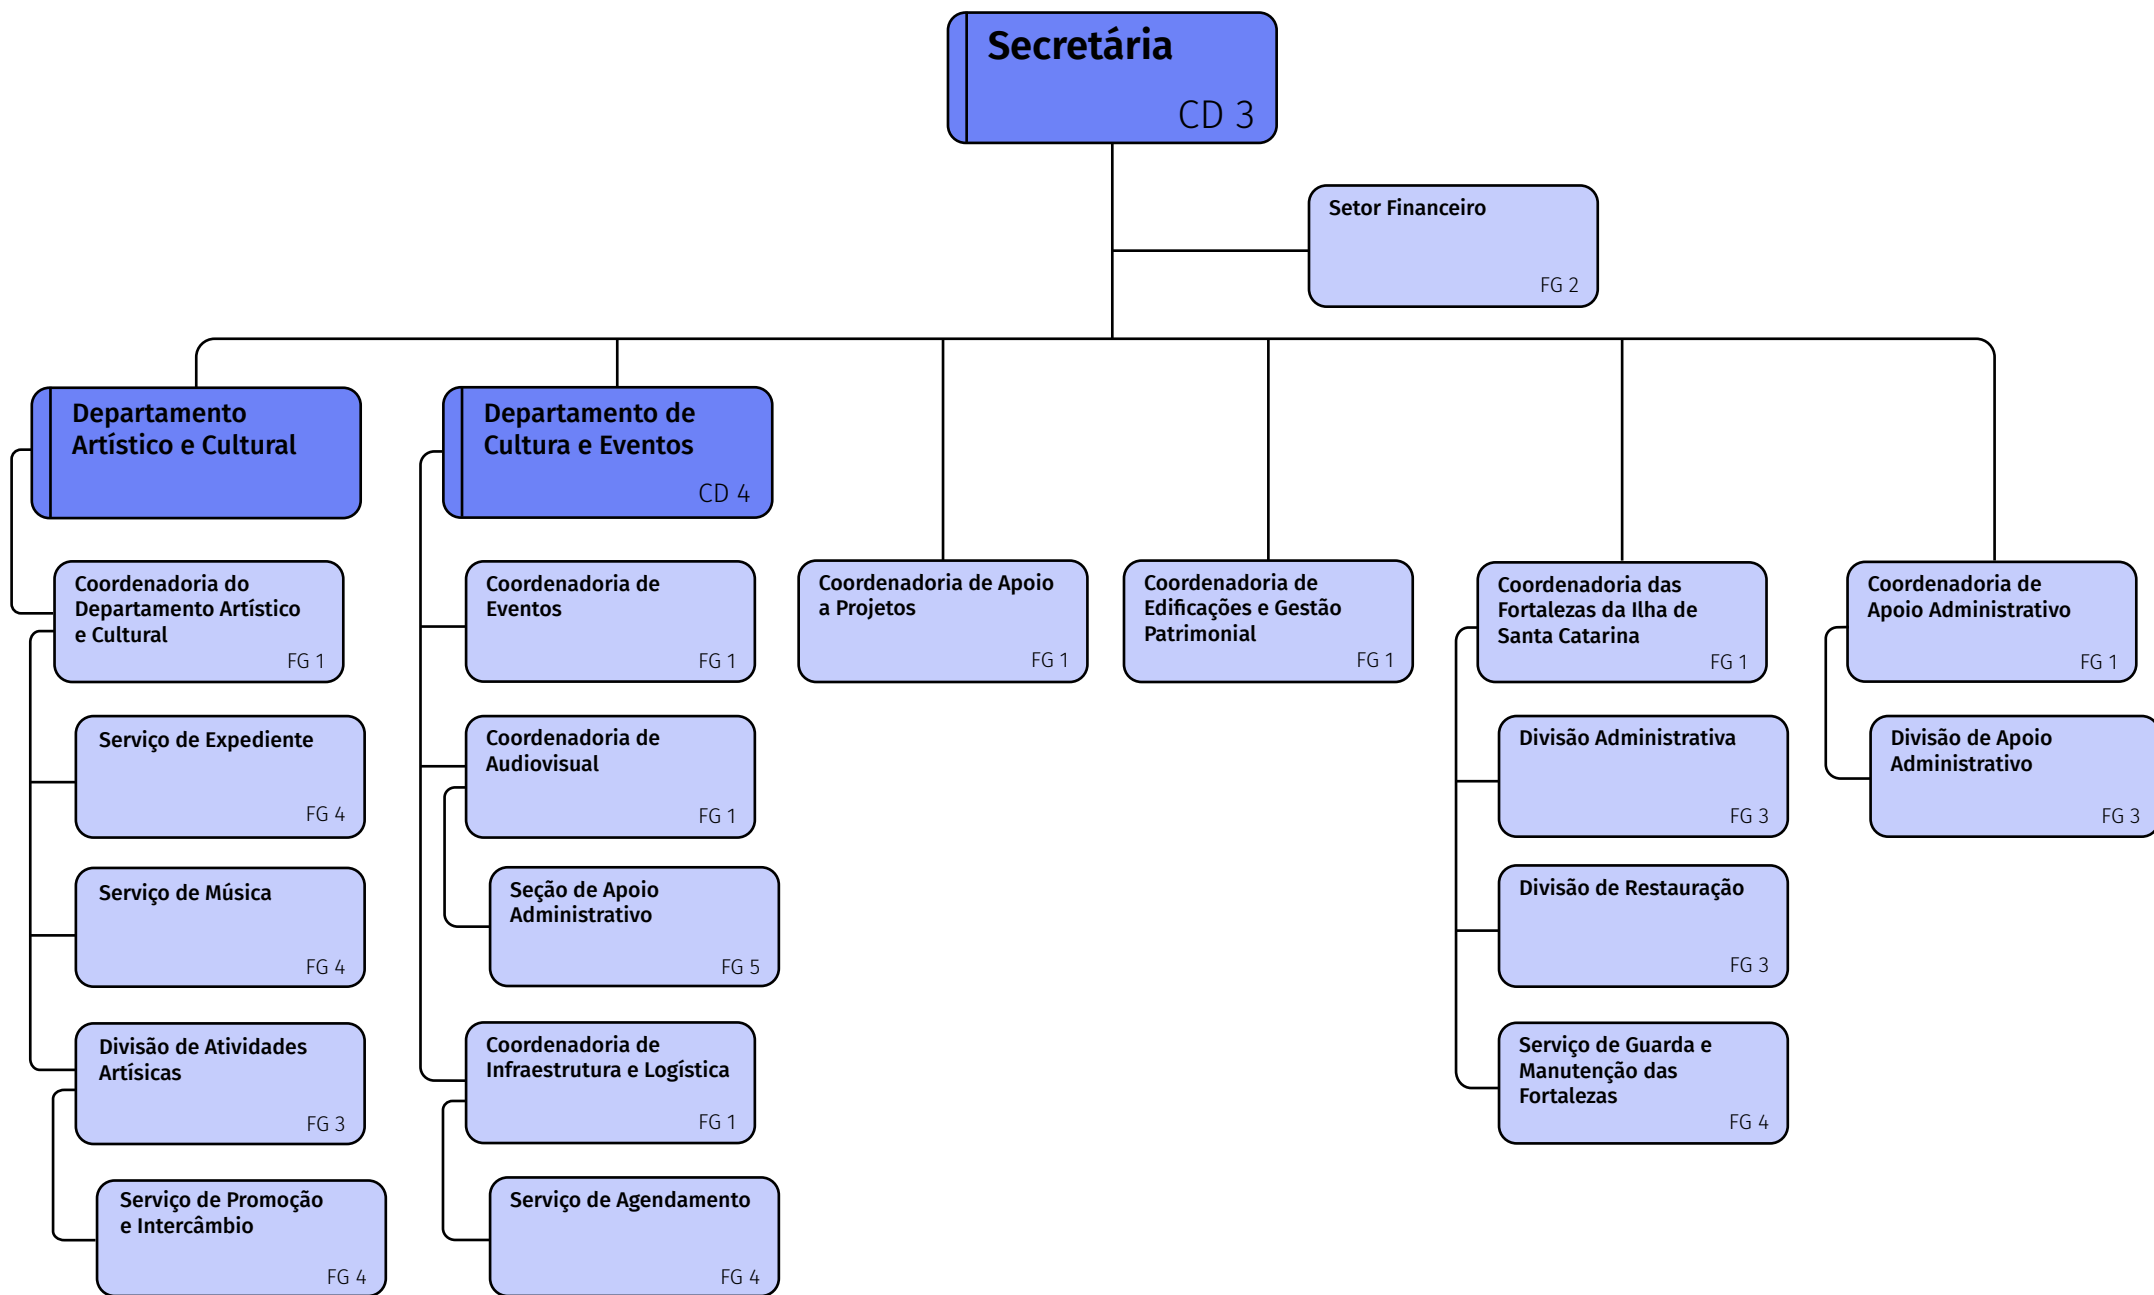 Secretária
CD 3
Setor Financeiro
FG 2
Departamento
Artístico e Cultural
Departamento de
Cultura e Eventos
CD 4
Coordenadoria do
Departamento Artístico
e Cultural
FG 1
Coordenadoria de
Eventos
FG 1
Coordenadoria de Apoio
a Projetos
FG 1
Coordenadoria de
Edificações e Gestão
Patrimonial
FG 1
Coordenadoria das
Fortalezas da Ilha de
Santa Catarina
FG 1
Coordenadoria de
Apoio Administrativo
FG 1
Serviço de Expediente
FG 4
Coordenadoria de
Audiovisual
FG 1
Divisão Administrativa
FG 3
Divisão de Apoio
Administrativo
FG 3
Serviço de Música
FG 4
Seção de Apoio
Administrativo
FG 5
Divisão de Restauração
FG 3
Divisão de Atividades
Artísicas
FG 3
Coordenadoria de
Infraestrutura e Logística
FG 1
Serviço de Guarda e
Manutenção das
Fortalezas
FG 4
Serviço de Promoção
e Intercâmbio
FG 4
Serviço de Agendamento
FG 4